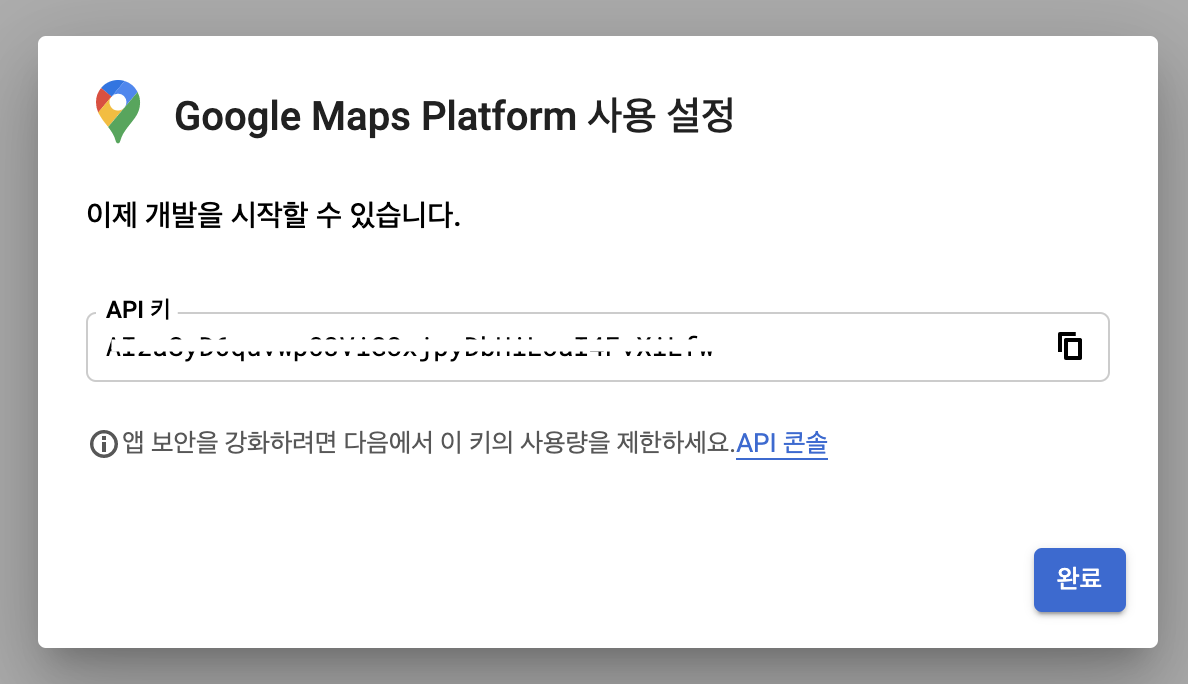 Google Maps Platform 사용 설정
이제 개발을 시작할 수 있습니다.
API 키
앱 보안을 강화하려면 다음에서 이 키의 사용량을 제한하세요.API 콘솔
완료